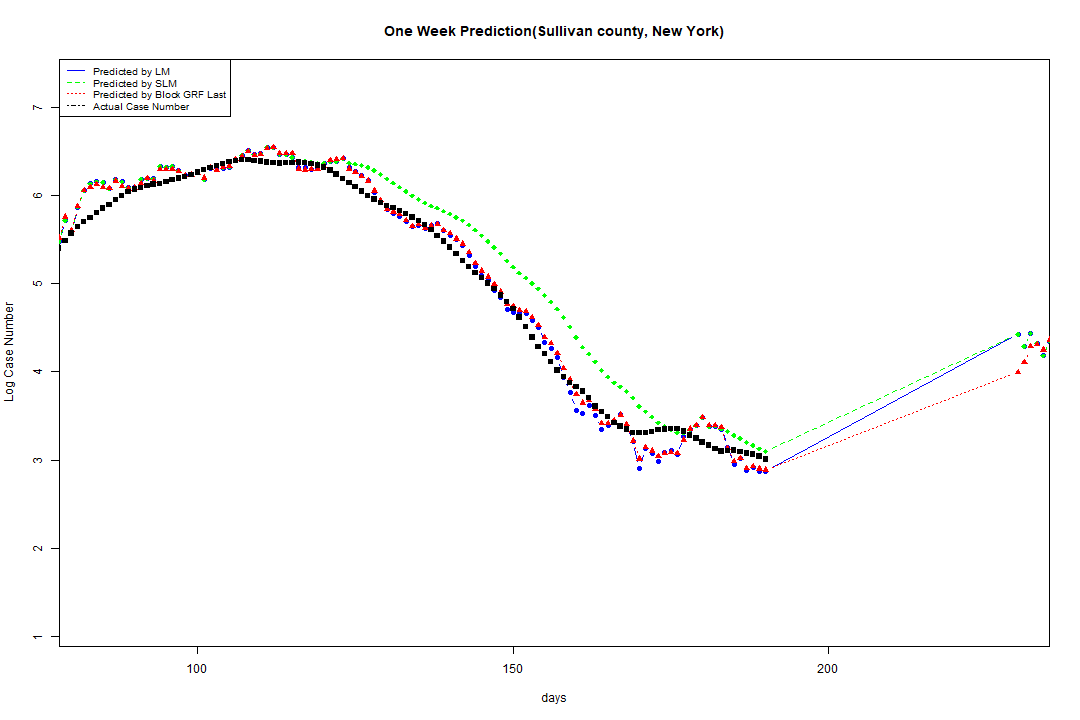 One Week Prediction(Sullivan county, New York)
Predicted by LM
Predicted by SLM
Predicted by Block GRF Last
Actual Case Number
7
6
5
4
3
2
1
Log Case Number
100 150 200
days